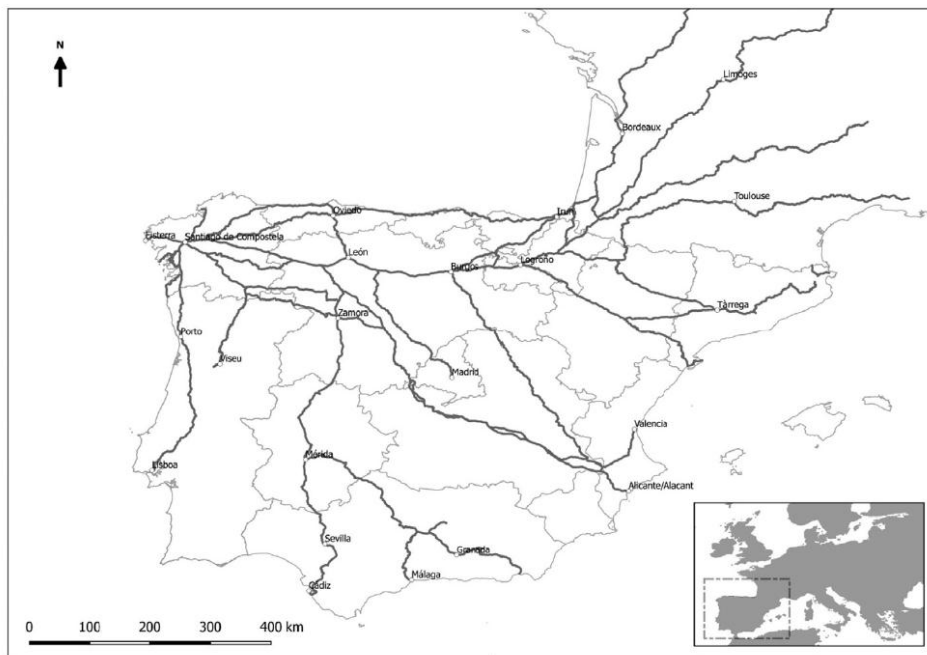 N
Limoges
Bordeaux
Toulouse
Oviedo
Irun
Fisterra
Santiago de Compostela
León
Logroño
Burgos
Tàrrega
Zamora
Porto
Viseu
Madrid
Valencia
Mérida
Lisboa
Alicante/Alacant
Sevilla
Granada
Málaga
Cádiz
0 100 200 300 400 km